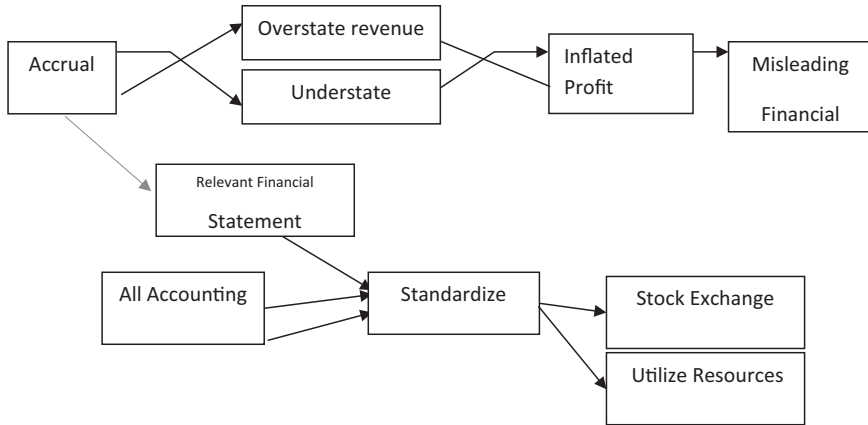 Overstate revenue
Accrual
Understate
Inflated
Profit
Misleading
Financial
Relevant Financial
Statement
All Accounting
Standardize
Stock Exchange
Utilize Resources